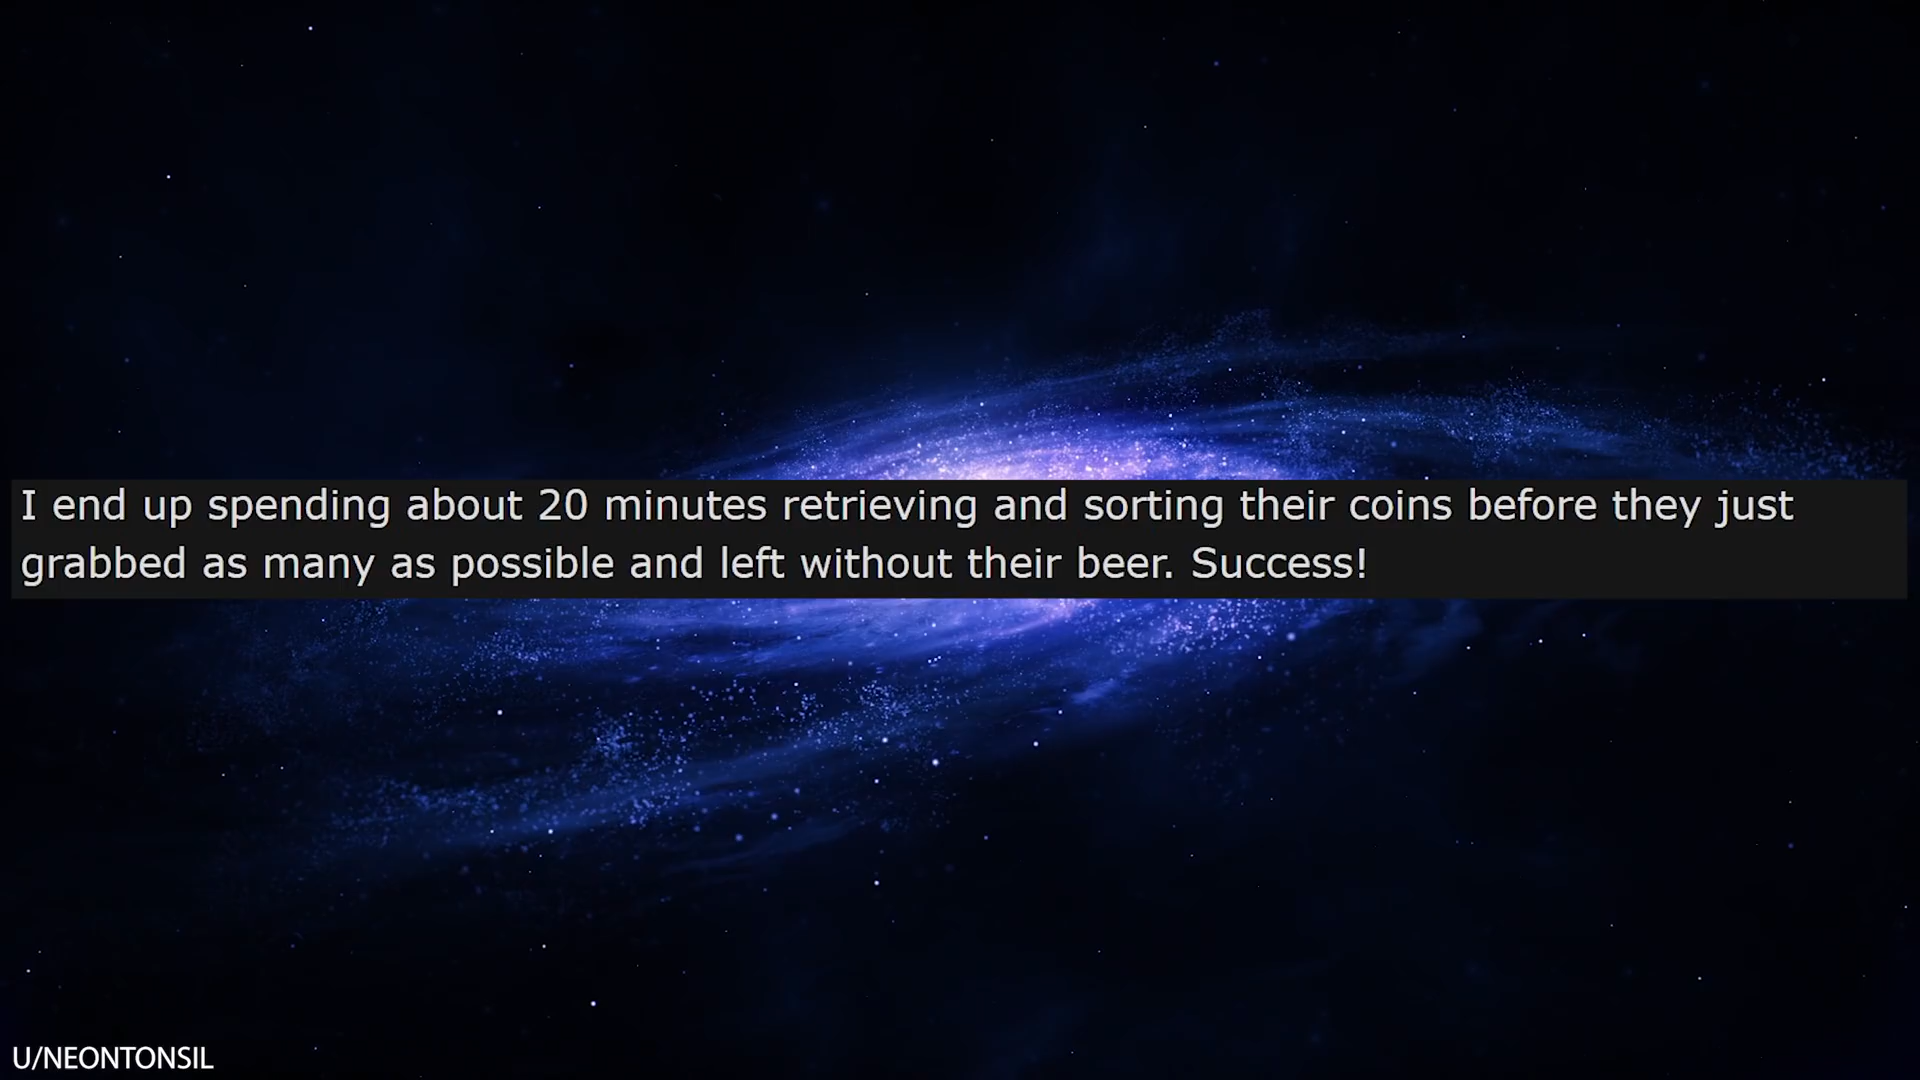 I end up spending about 20 minutes retrieving and sorting their coins before they just
grabbed as many as possible and left without their beer. Success!
U/NEONTONSIL